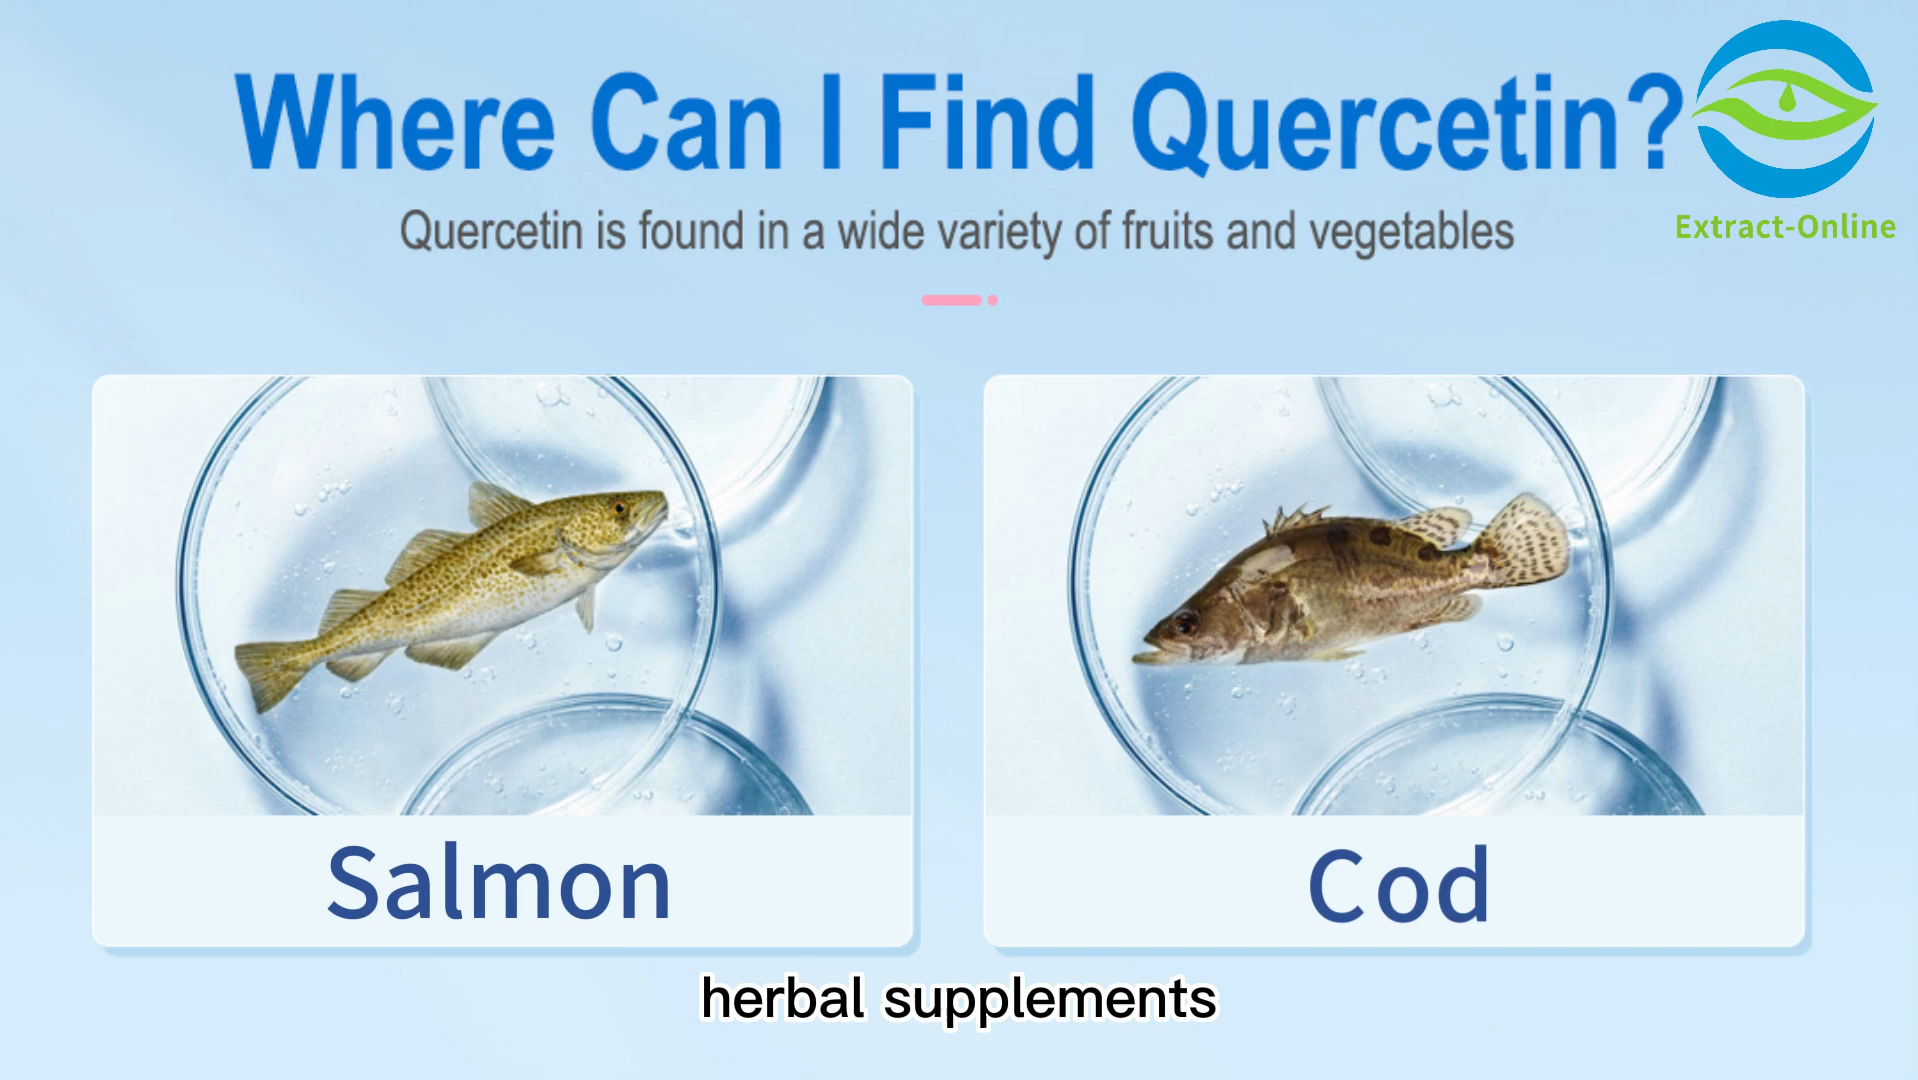 Where Can I Find Quercetin?
Extract-Online
Quercetin is found in a wide variety of fruits and vegetables
Salmon
Cod
herbal supplements